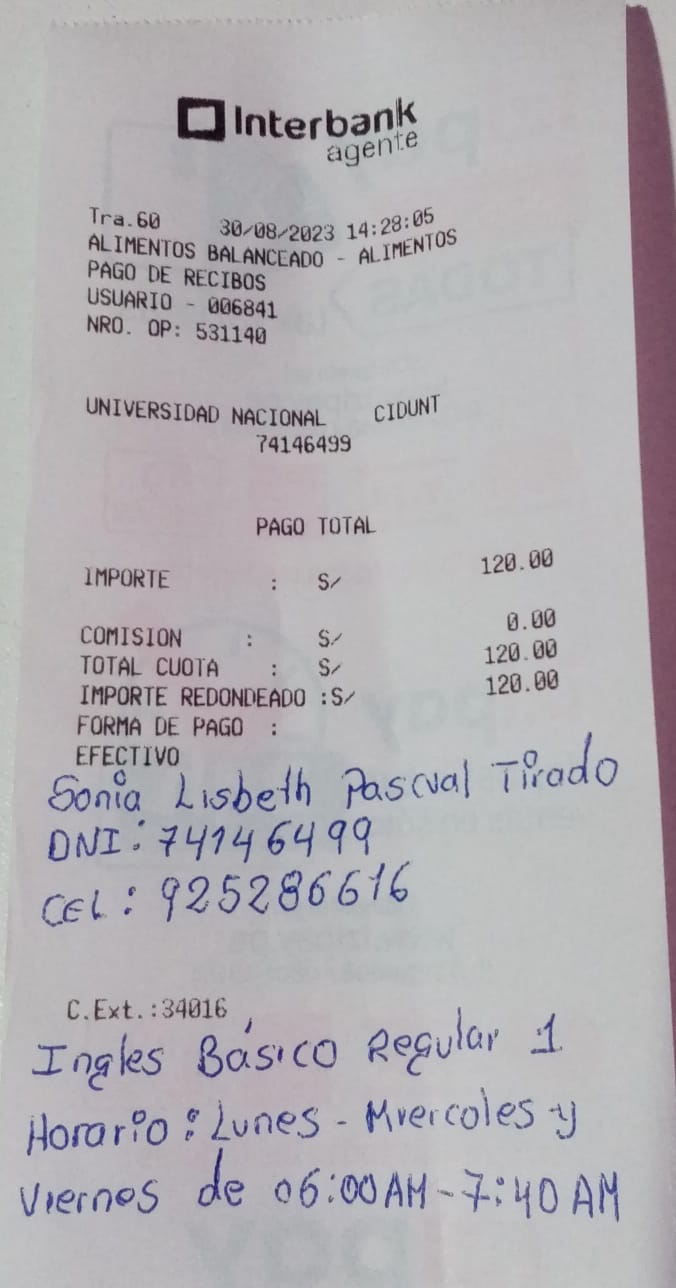 Interbank
agente
Tra.60 30/08/2023 14:28:05
ALIMENTOS BALANCEADO - ALIMENTOS
PAGO DE RECIBOS
USUARIO - 006841
NRO. OP: 531140
UNIVERSIDAD NACIONAL CIDUNT
74146499
PAGO TOTAL
IMPORTE : S/ 120.00
COMISION : S/ 0.00
TOTAL CUOTA : S/ 120.00
IMPORTE REDONDEADO :S/ 120.00
FORMA DE PAGO :
EFECTIVO
Sonia Lisbeth Pascual Tirado
DNI: 74146499
CEL: 925286616
C.Ext.:34016
Ingles Básico Regular 1
Horario: Lunes - Miercoles y
Viernes de 06:00AM-7:40 AM